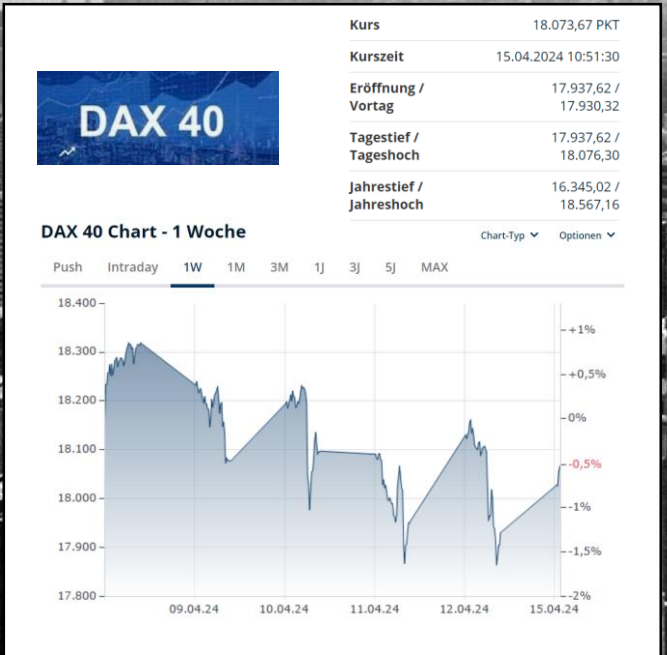 Kurs 18.073,67 PKT
Kurszeit 15.04.2024 10:51:30
Eröffnung / 17.937,62 /
Vortag 17.930,32
DAX 40
Tagestief / 17.937,62 /
Tageshoch 18.076,30
Jahrestief / 16.345,02 /
Jahreshoch 18.567,16
DAX 40 Chart - 1 Woche
Chart-Typ Optionen
Push Intraday 1W 1M 3M 1J 3J 5J MAX
18.400
+1%
18.300
+0,5%
18.200
0%
18.100
-0,5%
18.000
-1%
17.900
-1,5%
17.800
-2%
09.04.24 10.04.24 11.04.24 12.04.24 15.04.24